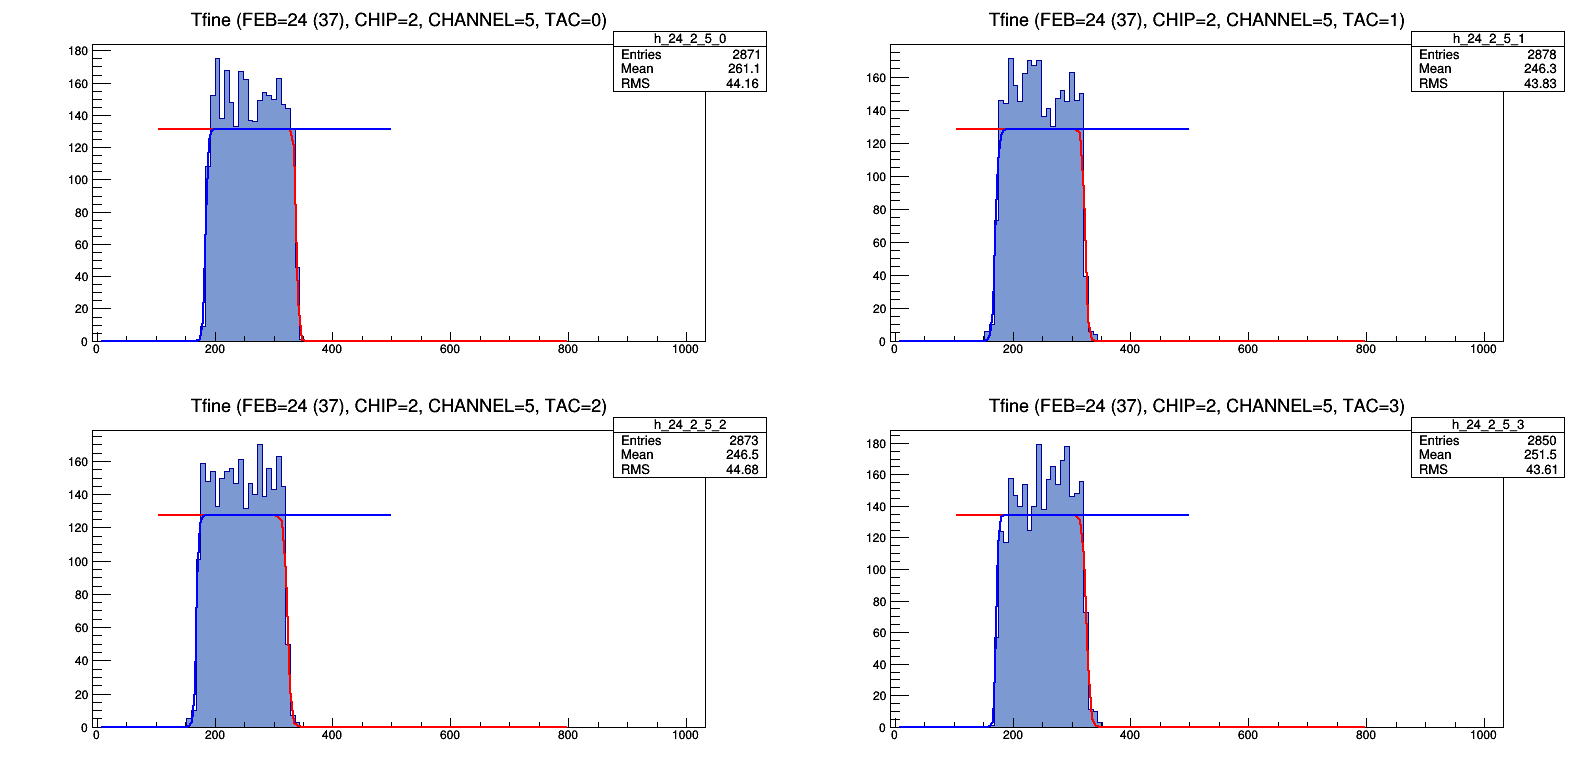 Tfine (FEB=24 (37), CHIP=2, CHANNEL=5, TAC=0)
h_24_2_5_0
Entries 2871
Mean 261.1
RMS 44.16
180
160
140
120
100
80
60
40
20
0
0 200 400 600 800 1000
Tfine (FEB=24 (37), CHIP=2, CHANNEL=5, TAC=1)
h_24_2_5_1
Entries 2878
Mean 246.3
RMS 43.83
160
140
120
100
80
60
40
20
0
0 200 400 600 800 1000
Tfine (FEB=24 (37), CHIP=2, CHANNEL=5, TAC=2)
h_24_2_5_2
Entries 2873
Mean 246.5
RMS 44.68
160
140
120
100
80
60
40
20
0
0 200 400 600 800 1000
Tfine (FEB=24 (37), CHIP=2, CHANNEL=5, TAC=3)
h_24_2_5_3
Entries 2850
Mean 251.5
RMS 43.61
180
160
140
120
100
80
60
40
20
0
0 200 400 600 800 1000